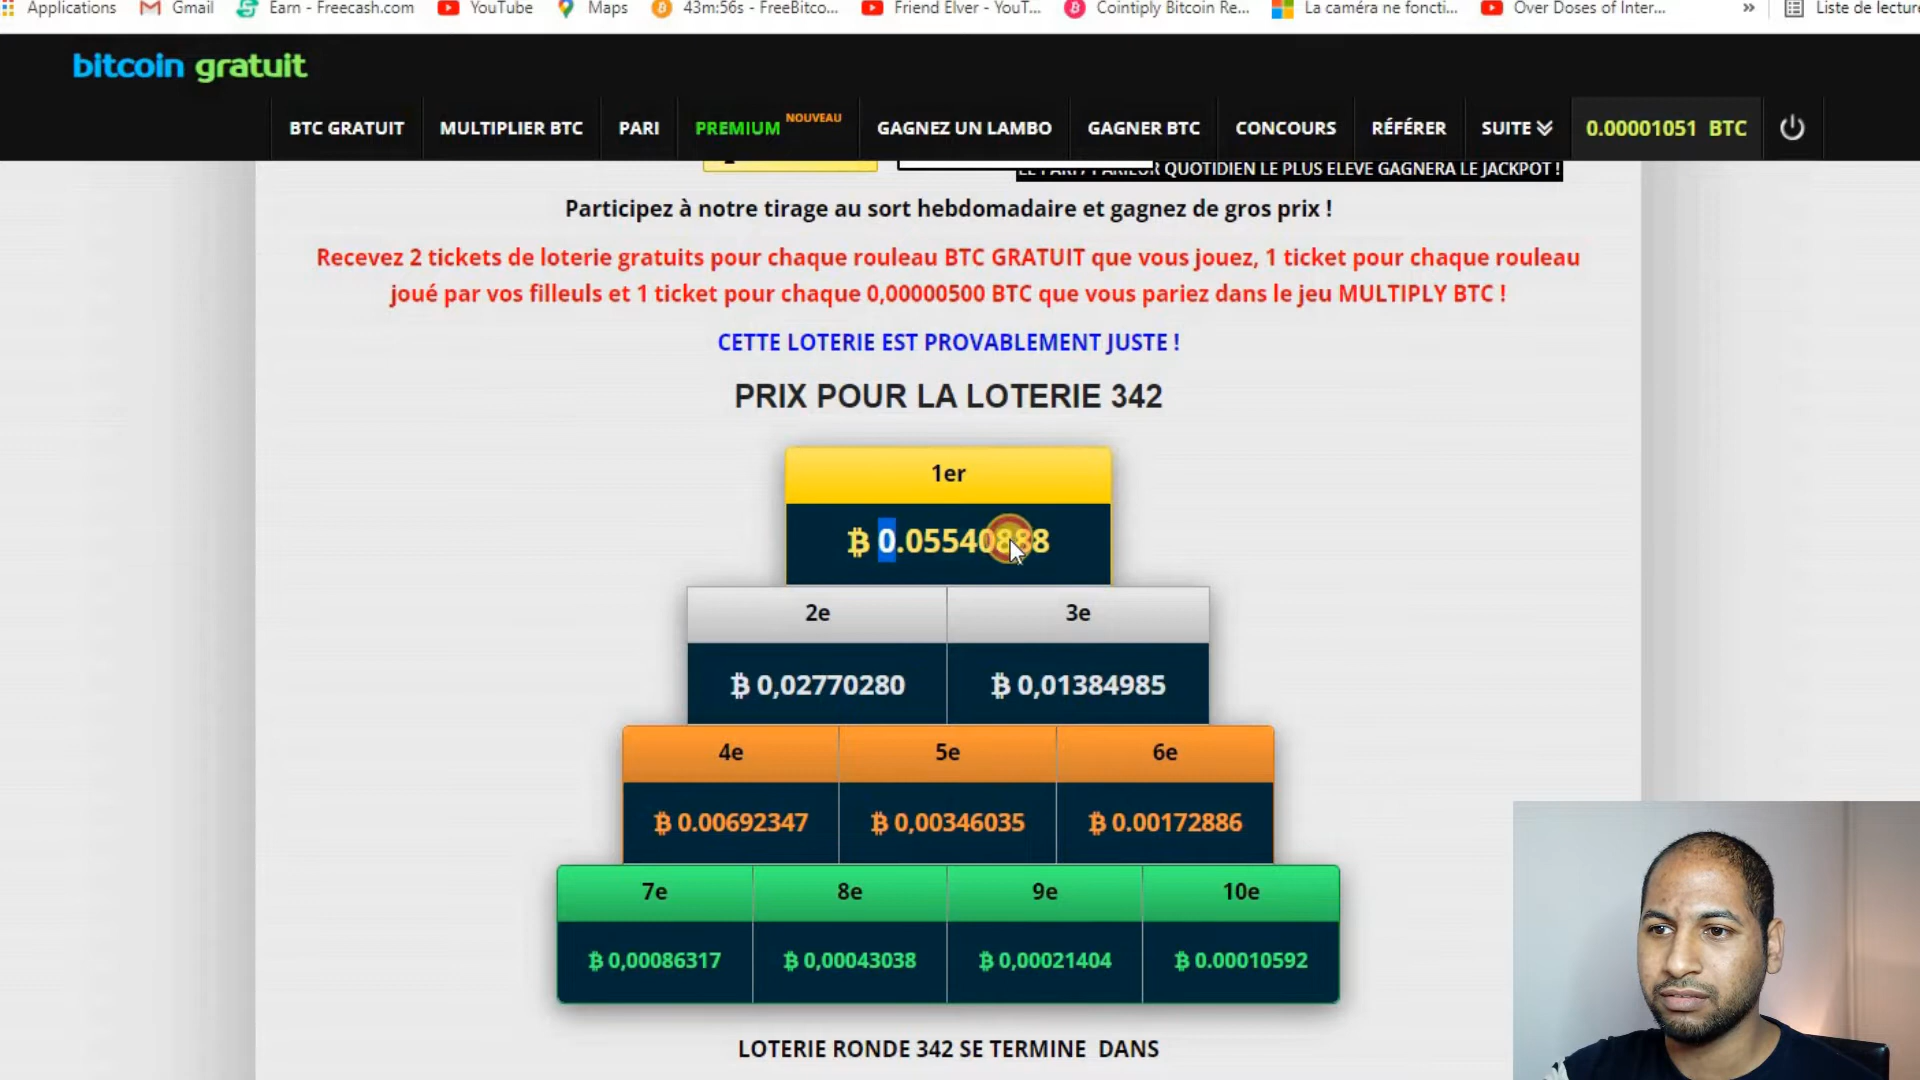 Applications Gmail Earn - Freecash.com YouTube Maps 43m:56s - FreeBitco... Friend Elver - YouT... Cointiply Bitcoin Re... La caméra ne foncti... Over Doses of Inter... » Liste de lecture
bitcoin gratuit
BTC GRATUIT MULTIPLIER BTC PARI PREMIUM NOUVEAU GAGNEZ UN LAMBO GAGNER BTC CONCOURS RÉFÉRER SUITE 0.00001051 BTC
QUOTIDIEN LE PLUS ELEVE GAGNERA LE JACKPOT !
Participez à notre tirage au sort hebdomadaire et gagnez de gros prix !
Recevez 2 tickets de loterie gratuits pour chaque rouleau BTC GRATUIT que vous jouez, 1 ticket pour chaque rouleau
joué par vos filleuls et 1 ticket pour chaque 0,00000500 BTC que vous pariez dans le jeu MULTIPLY BTC !
CETTE LOTERIE EST PROVABLEMENT JUSTE !
PRIX POUR LA LOTERIE 342
1er
₿ 0.05540888
2e 3e
₿ 0,02770280 ₿ 0,01384985
4e 5e 6e
₿ 0.00692347 ₿ 0,00346035 ₿ 0.00172886
7e 8e 9e 10e
₿ 0,00086317 ₿ 0,00043038 ₿ 0,00021404 ₿ 0.00010592
LOTERIE RONDE 342 SE TERMINE DANS